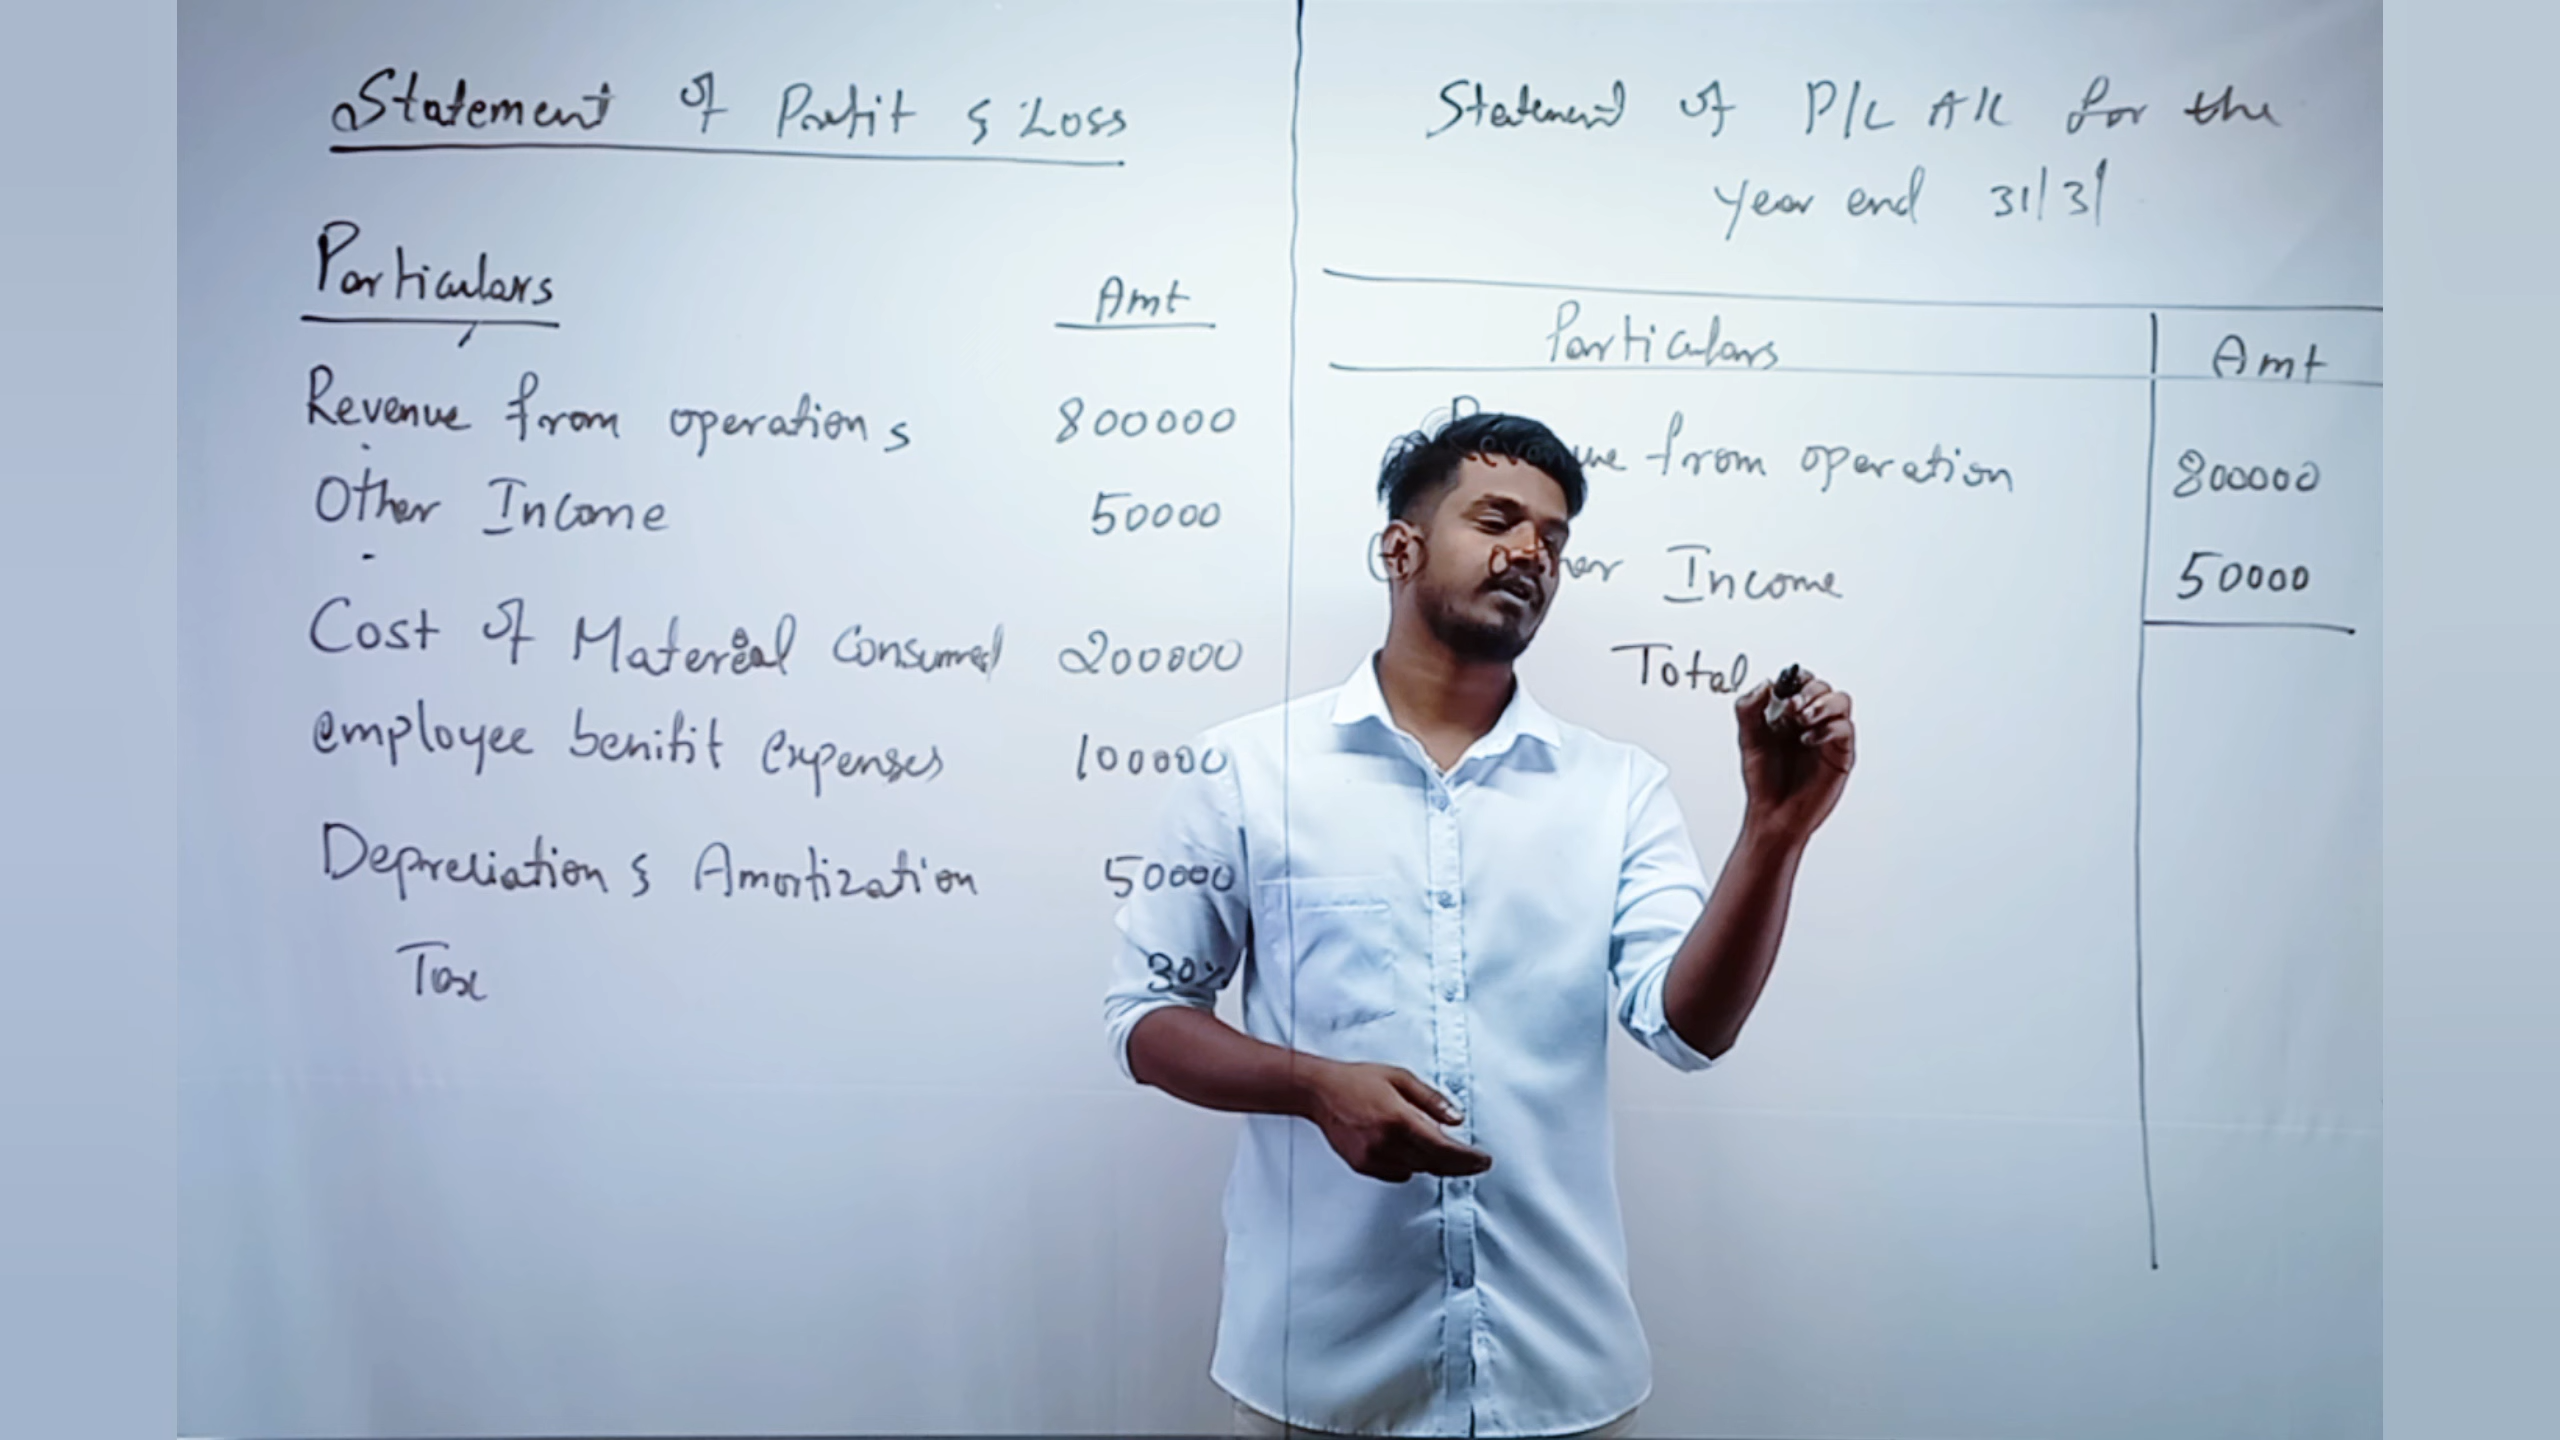 Statement of Profit & Loss
Particulars Amt
Revenue from operations 800000
Other Income 50000
Cost of Material Consumed 200000
employee benifit expenses 100000
Depreciation & Amortization 50000
Tax 30%
Statement of P/L A/C for the
year end 31/3/
Particulars Amt
Revenue from operation 800000
(+) Other Income 50000
Total